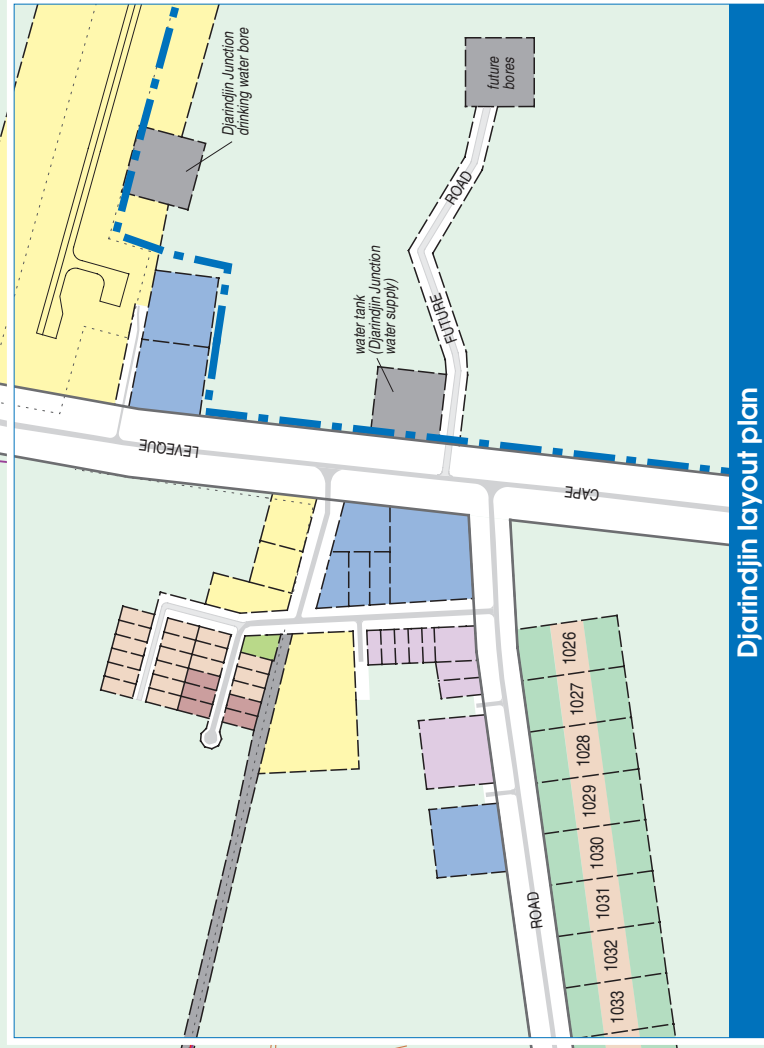 Djarindjin Junction
drinking water bore
future
bores
ROAD
FUTURE
water tank
(Djarindjin Junction
water supply)
LEVEQUE
CAPE
ROAD
1026
1027
1028
1029
1030
1031
1032
1033
Djarindjin layout plan